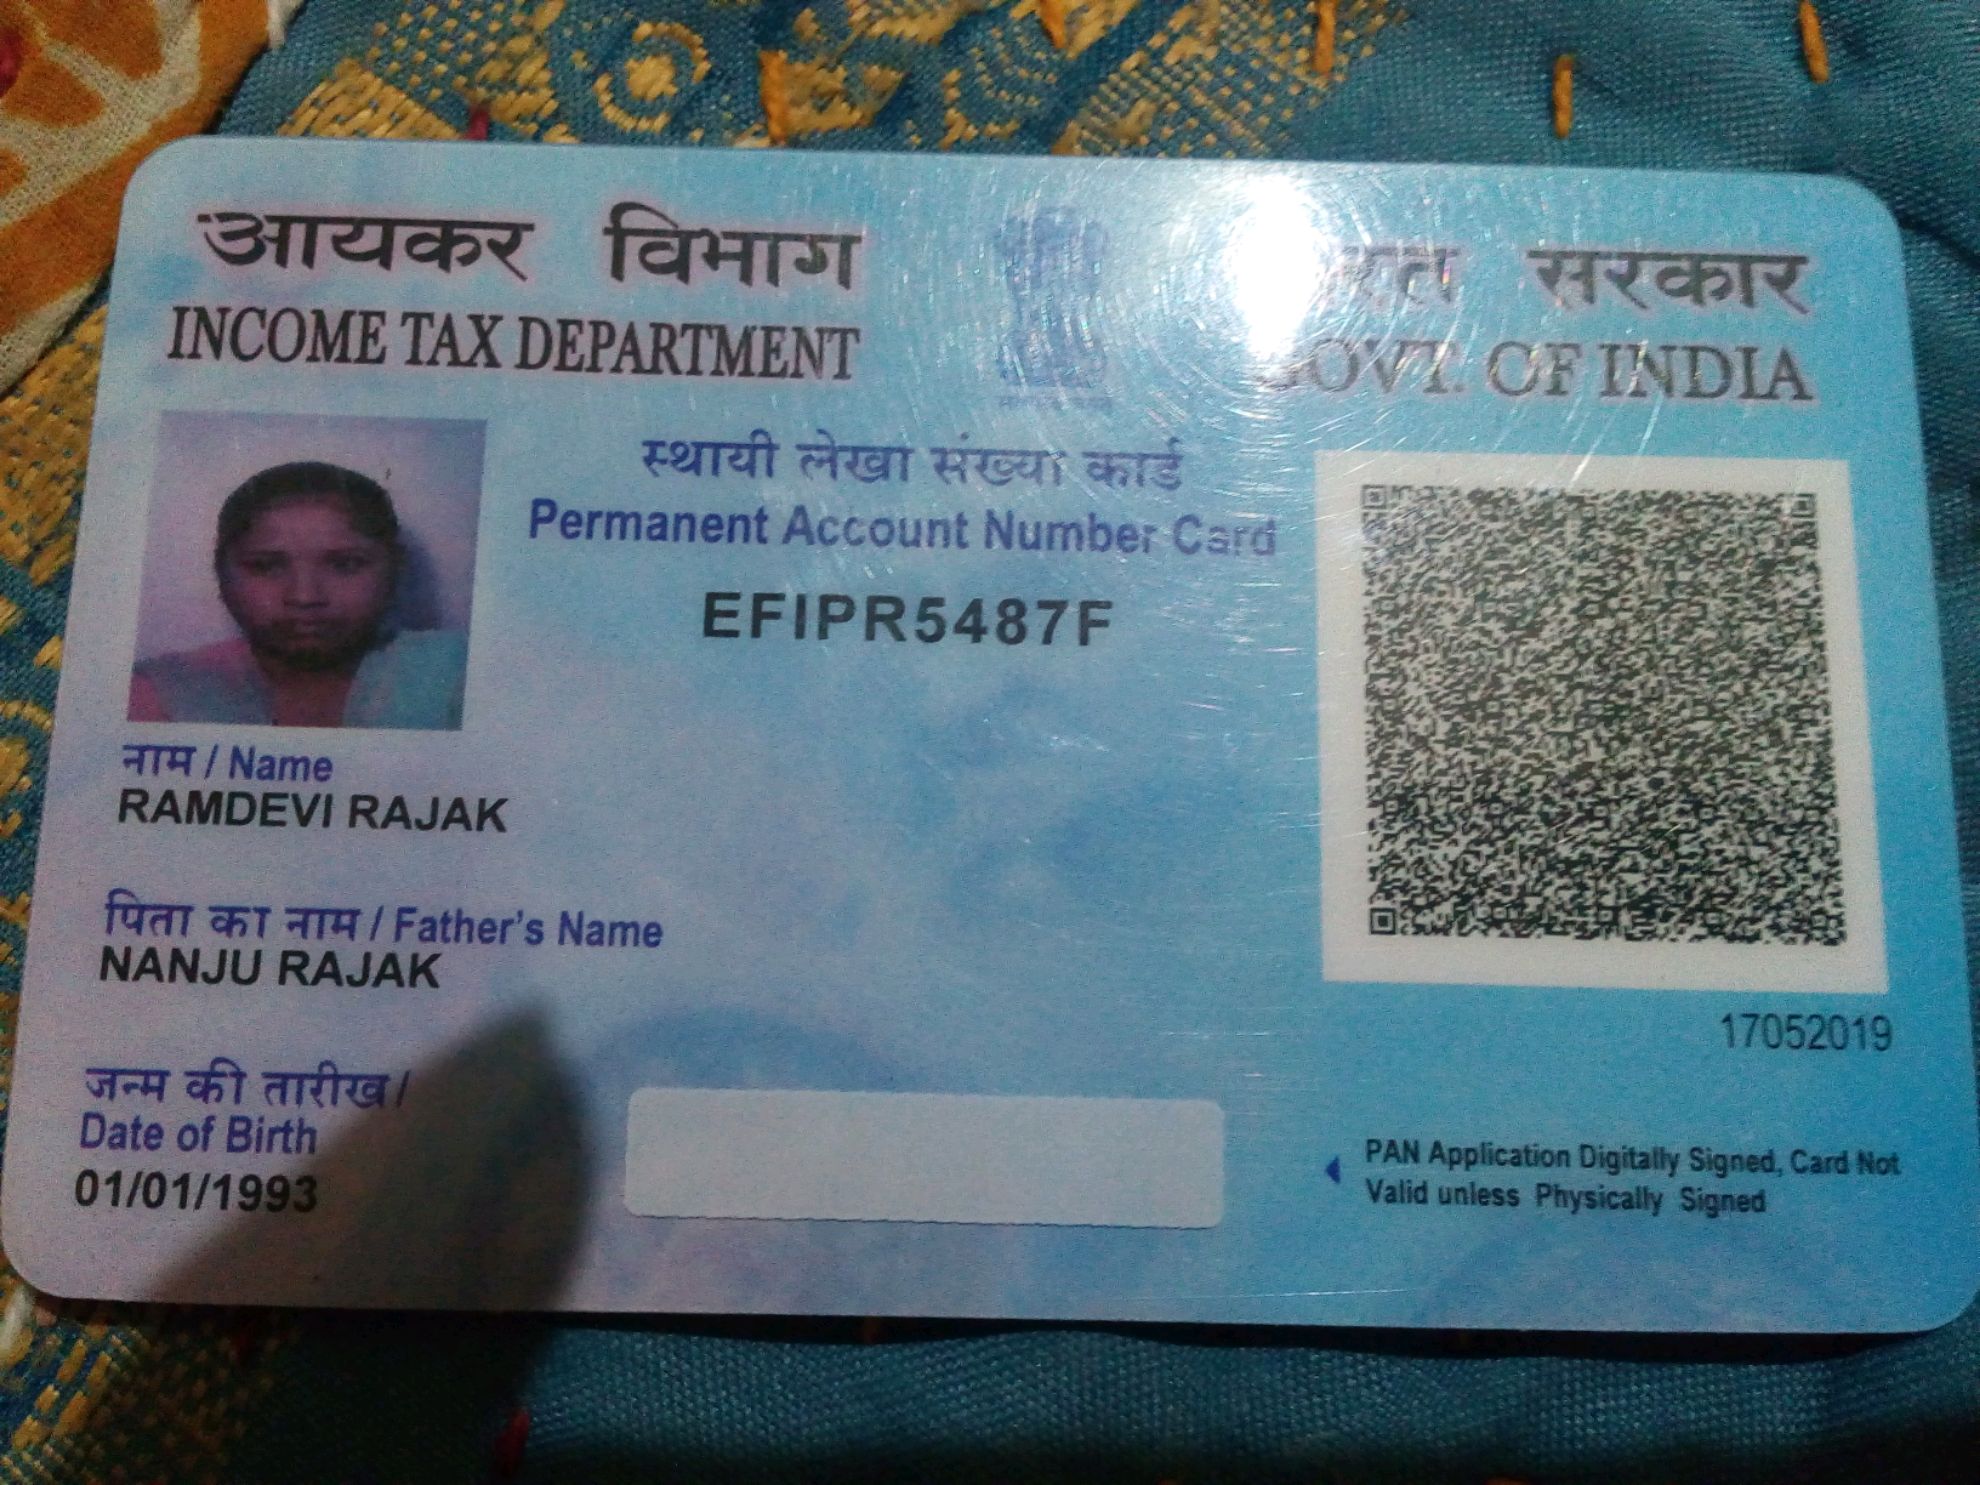 आयकर विभाग
INCOME TAX DEPARTMENT
सरकार
GOVT. OF INDIA
स्थायी लेखा संख्या कार्ड
Permanent Account Number Card
EFIPR5487F
नाम / Name
RAMDEVI RAJAK
पिता का नाम / Father's Name
NANJU RAJAK
जन्म की तारीख /
Date of Birth
01/01/1993
17052019
PAN Application Digitally Signed, Card Not
Valid unless Physically Signed